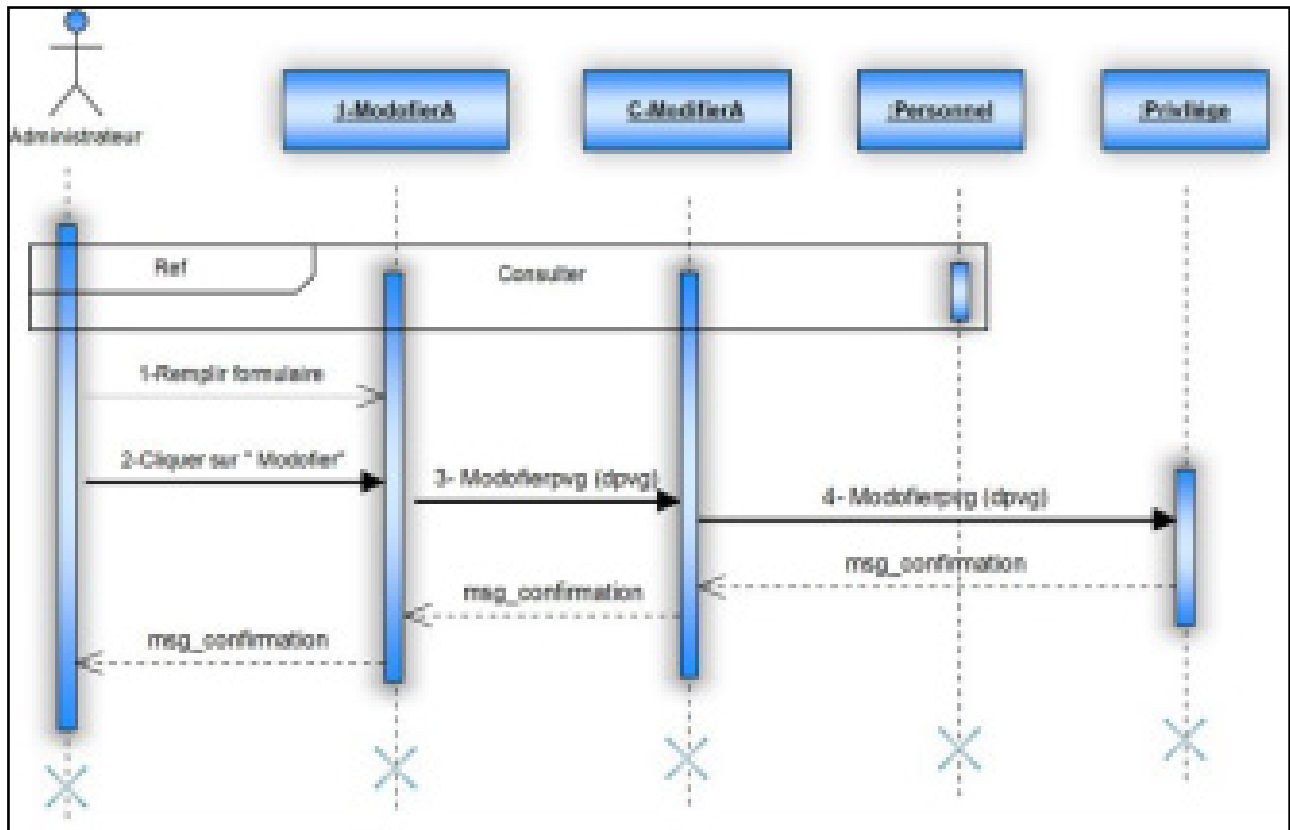 Administrateur
I-ModofierA
C-ModifierA
:Personnel
:Privilège
Ref
Consulter
1-Remplir formulaire
2-Cliquer sur " Modofier"
3- Modofierpvg (dpvg)
4- Modofierpvg (dpvg)
msg_confirmation
msg_confirmation
msg_confirmation